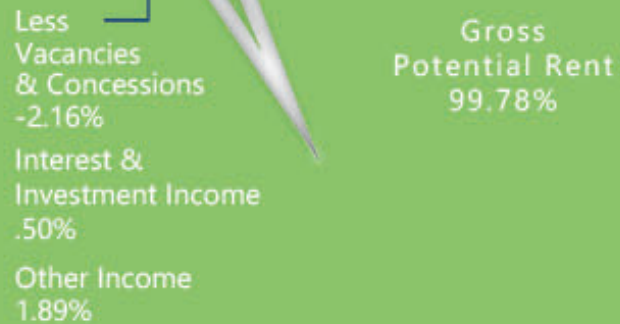 Less
Vacancies
& Concessions
-2.16%
Interest &
Investment Income
.50%
Other Income
1.89%
Gross
Potential Rent
99.78%